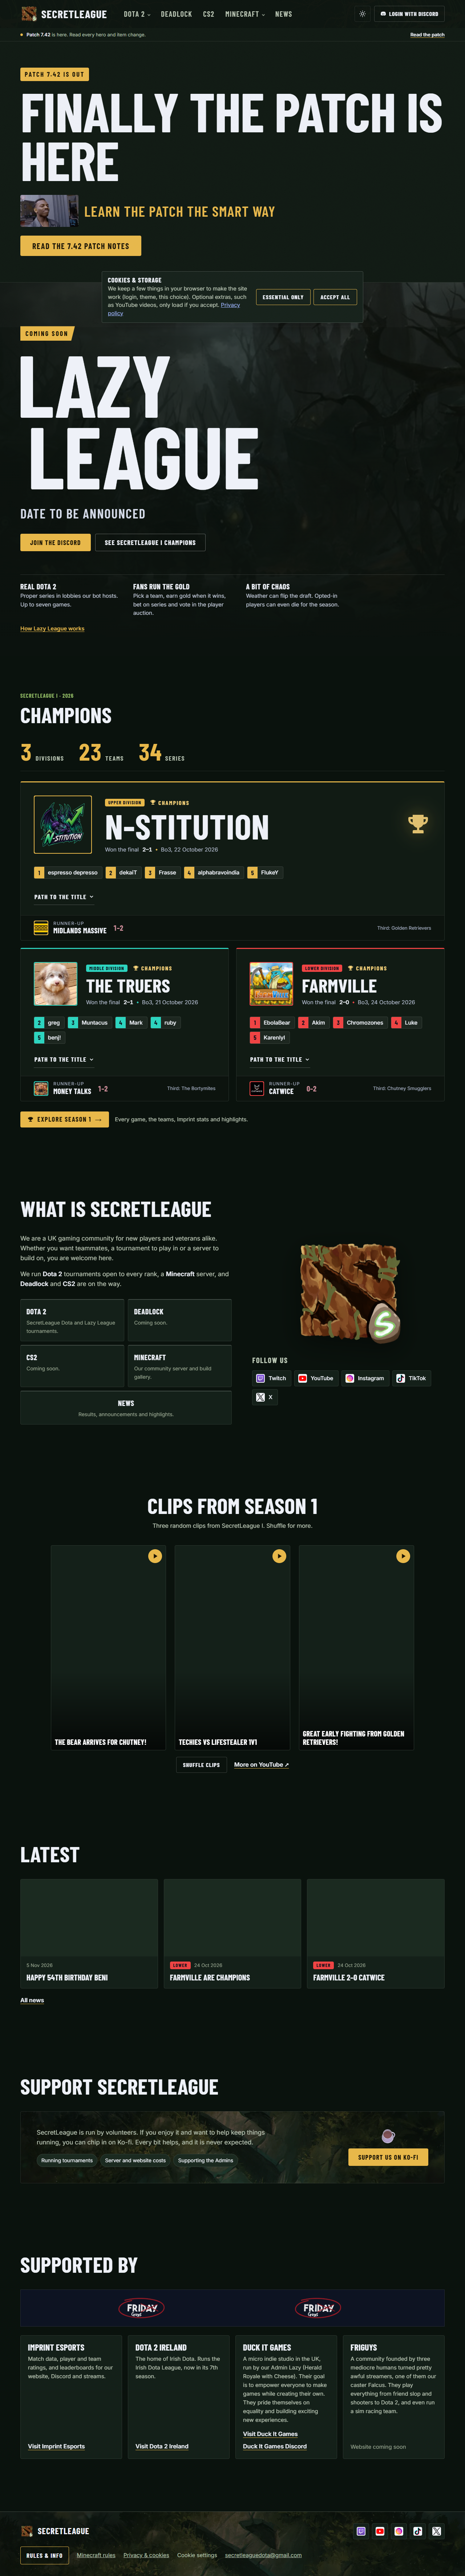 SECRETLEAGUE
DOTA 2 DEADLOCK CS2 MINECRAFT NEWS
LOGIN WITH DISCORD
Patch 7.42 is here. Read every hero and item change.
Read the patch
PATCH 7.42 IS OUT
FINALLY THE PATCH IS
HERE
LEARN THE PATCH THE SMART WAY
READ THE 7.42 PATCH NOTES
COOKIES & STORAGE
We keep a few things in your browser to make the site
work (login, theme, this choice). Optional extras, such
as YouTube videos, only load if you accept. Privacy
policy
ESSENTIAL ONLY
ACCEPT ALL
COMING SOON
LAZY
LEAGUE
DATE TO BE ANNOUNCED
JOIN THE DISCORD
SEE SECRETLEAGUE I CHAMPIONS
REAL DOTA 2
Proper series in lobbies our bot hosts.
Up to seven games.
FANS RUN THE GOLD
Pick a team, earn gold when it wins,
bet on series and vote in the player
auction.
A BIT OF CHAOS
Weather can flip the draft. Opted-in
players can even die for the season.
How Lazy League works
SECRETLEAGUE I · 2026
CHAMPIONS
3 DIVISIONS
23 TEAMS
34 SERIES
N-STITUTION
UPPER DIVISION
CHAMPIONS
N-STITUTION
Won the final 2–1 • Bo3, 22 October 2026
1 espresso depresso
2 dekaiT
3 Frasse
4 alphabravoindia
5 FlukeY
PATH TO THE TITLE
RUNNER-UP
MIDLANDS MASSIVE
1–2
Third: Golden Retrievers
MIDDLE DIVISION
CHAMPIONS
THE TRUERS
Won the final 2–1 • Bo3, 21 October 2026
2 greg
3 Muntacus
4 Mark
4 ruby
5 benji
PATH TO THE TITLE
RUNNER-UP
MONEY TALKS
1–2
Third: The Rortymites
LOWER DIVISION
CHAMPIONS
FARMVILLE
Won the final 2–0 • Bo3, 24 October 2026
1 EbolaBear
2 Aklm
3 Chromozones
4 Luke
5 Karenly!
PATH TO THE TITLE
RUNNER-UP
CATWICE
0–2
Third: Chutney Smugglers
EXPLORE SEASON 1 →
Every game, the teams, Imprint stats and highlights.
WHAT IS SECRETLEAGUE
We are a UK gaming community for new players and veterans alike.
Whether you want teammates, a tournament to play in or a server to
build on, you are welcome here.
We run Dota 2 tournaments open to every rank, a Minecraft server, and
Deadlock and CS2 are on the way.
DOTA 2
SecretLeague Dota and Lazy League
tournaments.
DEADLOCK
Coming soon.
CS2
Coming soon.
MINECRAFT
Our community server and build
gallery.
NEWS
Results, announcements and highlights.
S
FOLLOW US
Twitch
YouTube
Instagram
TikTok
X
CLIPS FROM SEASON 1
Three random clips from SecretLeague I. Shuffle for more.
THE BEAR ARRIVES FOR CHUTNEY!
TECHIES VS LIFESTEALER 1V1
GREAT EARLY FIGHTING FROM GOLDEN
RETRIEVERS!
SHUFFLE CLIPS
More on YouTube ↗
LATEST
5 Nov 2026
HAPPY 54TH BIRTHDAY BENI
LOWER 24 Oct 2026
FARMVILLE ARE CHAMPIONS
LOWER 24 Oct 2026
FARMVILLE 2–0 CATWICE
All news
SUPPORT SECRETLEAGUE
SecretLeague is run by volunteers. If you enjoy it and want to help keep things
running, you can chip in on Ko-fi. Every bit helps, and it is never expected.
Running tournaments
Server and website costs
Supporting the Admins
SUPPORT US ON KO-FI
SUPPORTED BY
FRIDAY
Guys
FRIDAY
Guys
IMPRINT ESPORTS
Match data, player and team
ratings, and leaderboards for our
website, Discord and streams.
Visit Imprint Esports
DOTA 2 IRELAND
The home of Irish Dota. Runs the
Irish Dota League, now in its 7th
season.
Visit Dota 2 Ireland
DUCK IT GAMES
A micro indie studio in the UK,
run by our Admin Lazy (Herald
Royale with Cheese). Their goal
is to empower everyone to make
games while creating their own.
They pride themselves on
equality and building exciting
new experiences.
Visit Duck It Games
Duck It Games Discord
FRIGUYS
A community founded by three
mediocre humans turned pretty
awful streamers, one of them our
caster Falcus. They play
everything from friend slop and
shooters to Dota 2, and even run
a sim racing team.
Website coming soon
SECRETLEAGUE
RULES & INFO
Minecraft rules
Privacy & cookies
Cookie settings
secretleaguedota@gmail.com